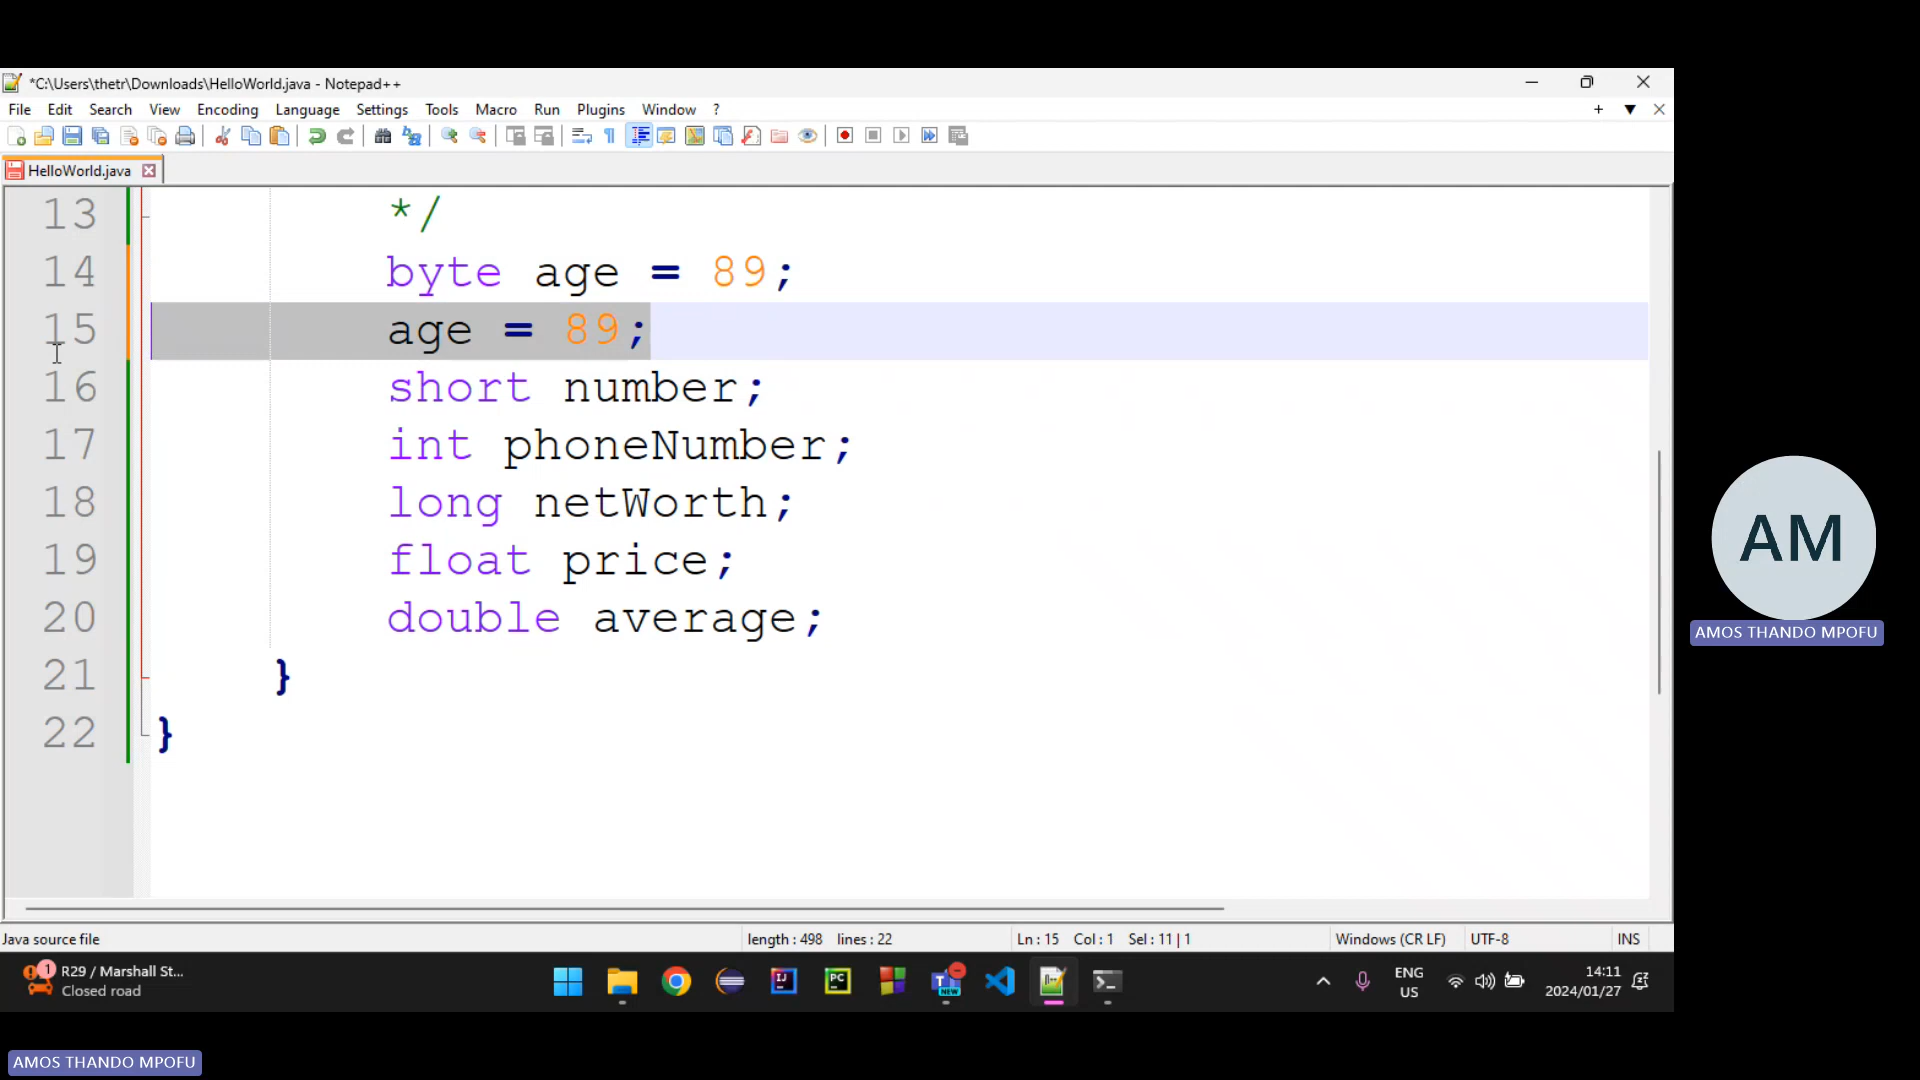 *C:\Users\thetr\Downloads\HelloWorld.java - Notepad++
File Edit Search View Encoding Language Settings Tools Macro Run Plugins Window ?
HelloWorld.java
13 */
14 byte age = 89;
15 age = 89;
16 short number;
17 int phoneNumber;
18 long netWorth;
19 float price;
20 double average;
21 }
22 }
AM
AMOS THANDO MPOFU
Java source file length : 498 lines : 22 Ln : 15 Col : 1 Sel : 11 | 1 Windows (CR LF) UTF-8 INS
1 R29 / Marshall St...
Closed road
IJ
PC
T
NEW
ENG
US
14:11
2024/01/27
AMOS THANDO MPOFU